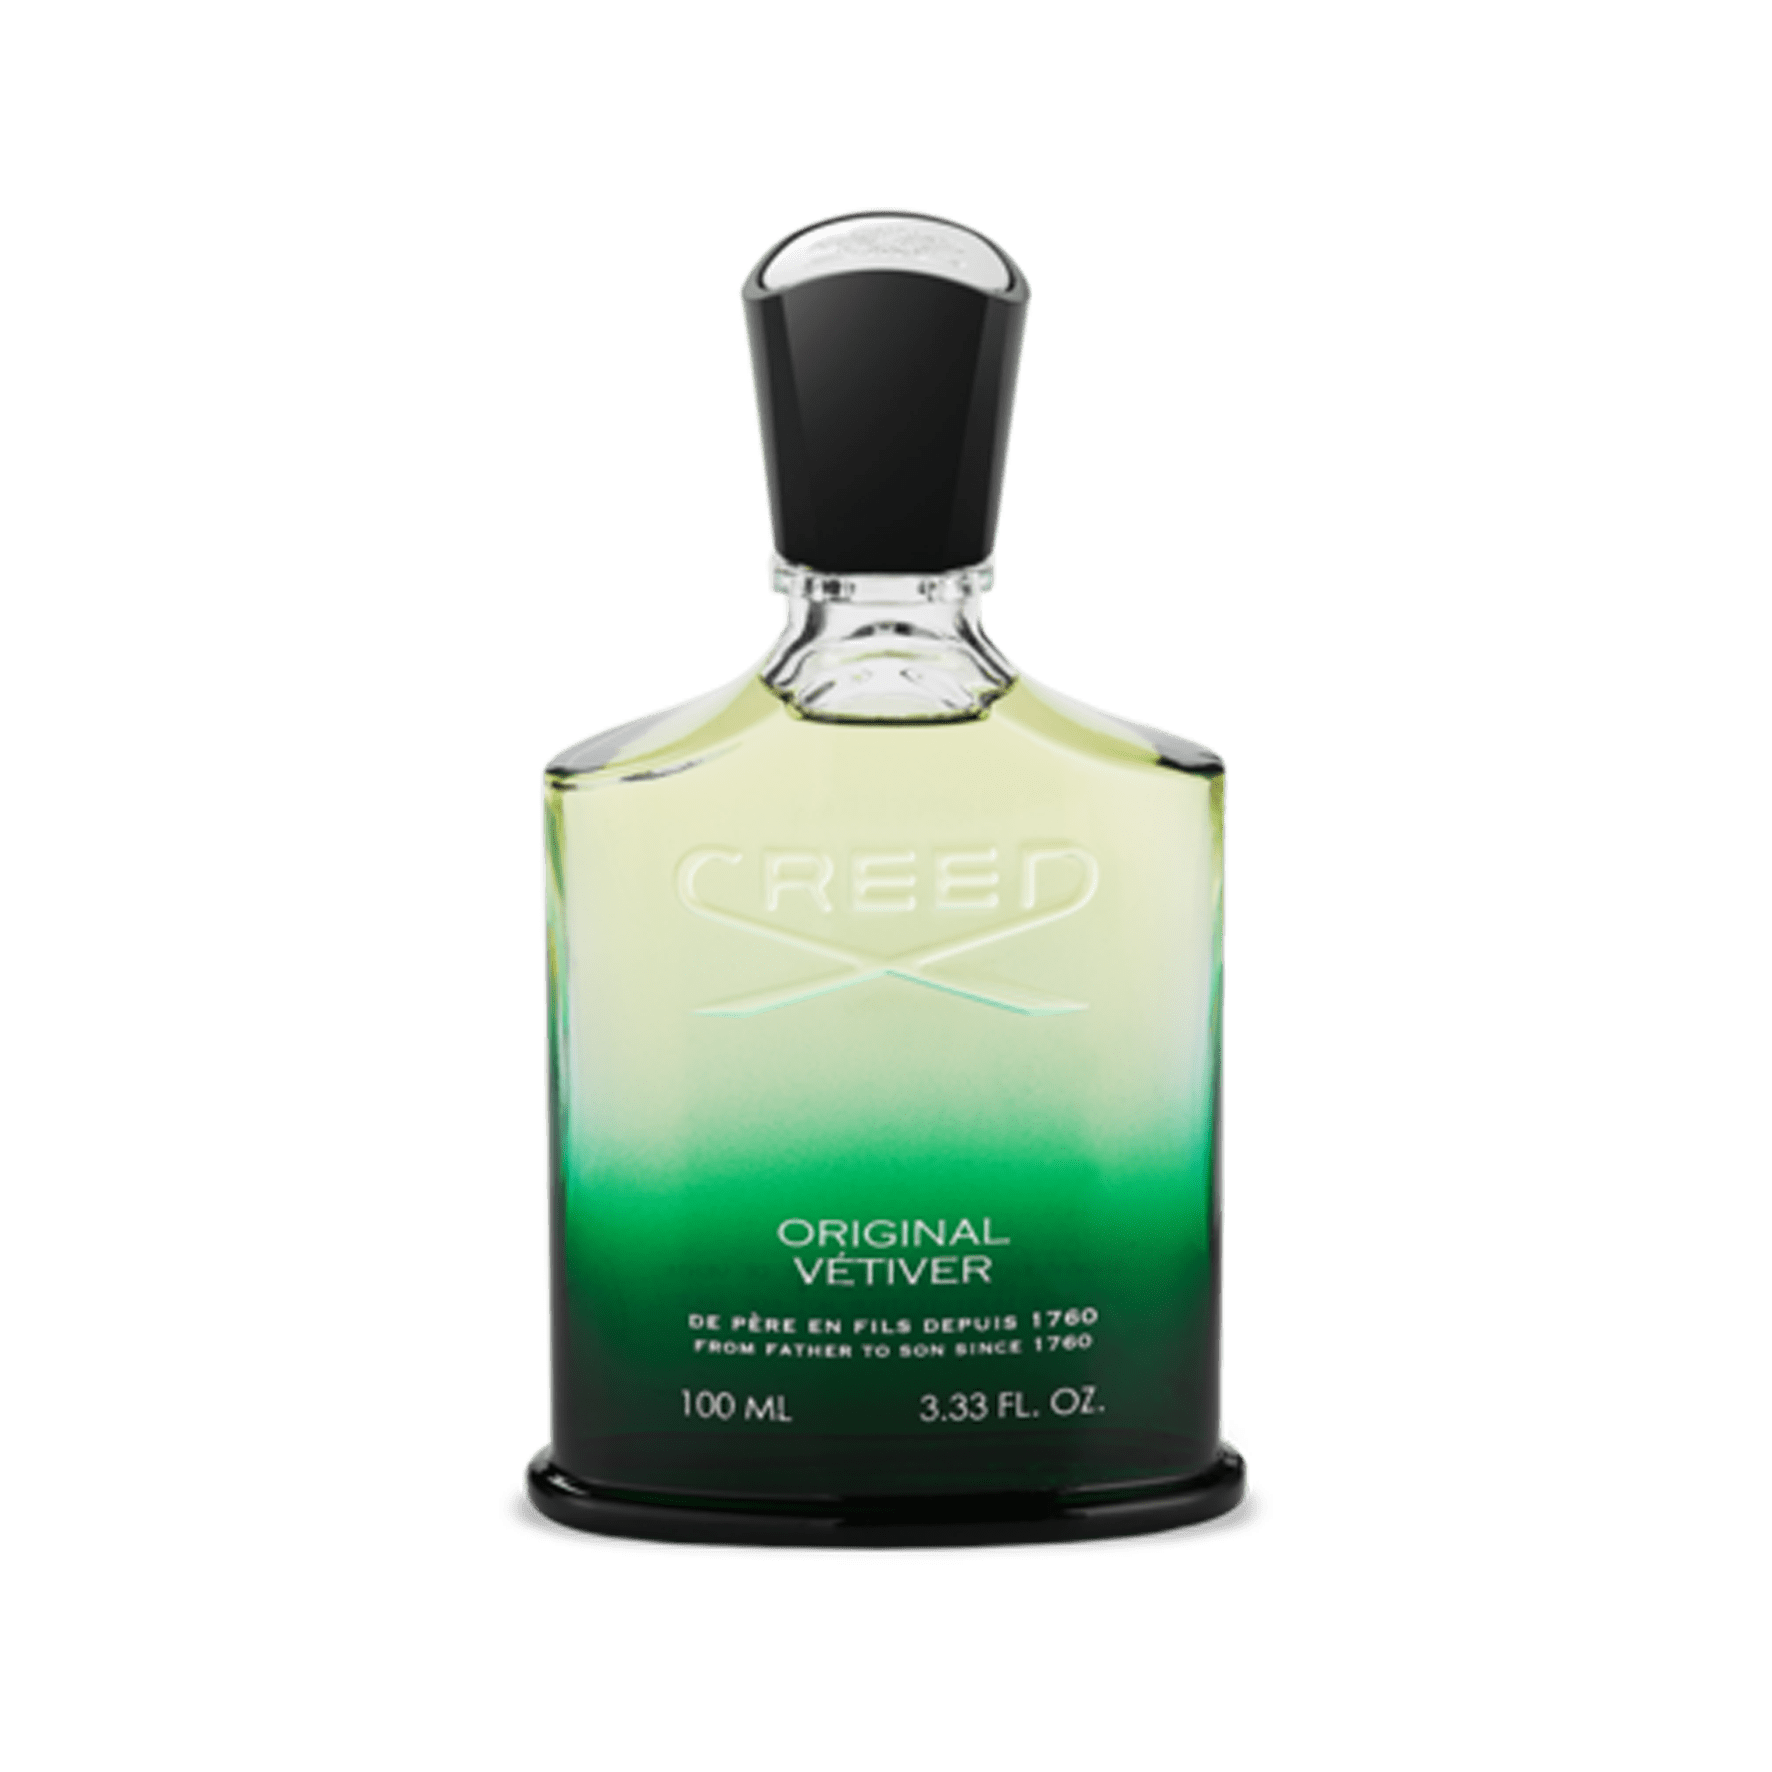 CREED
ORIGINAL
VÉTIVER
DE PÈRE EN FILS DEPUIS 1760
FROM FATHER TO SON SINCE 1760
100 ML 3.33 FL. OZ.